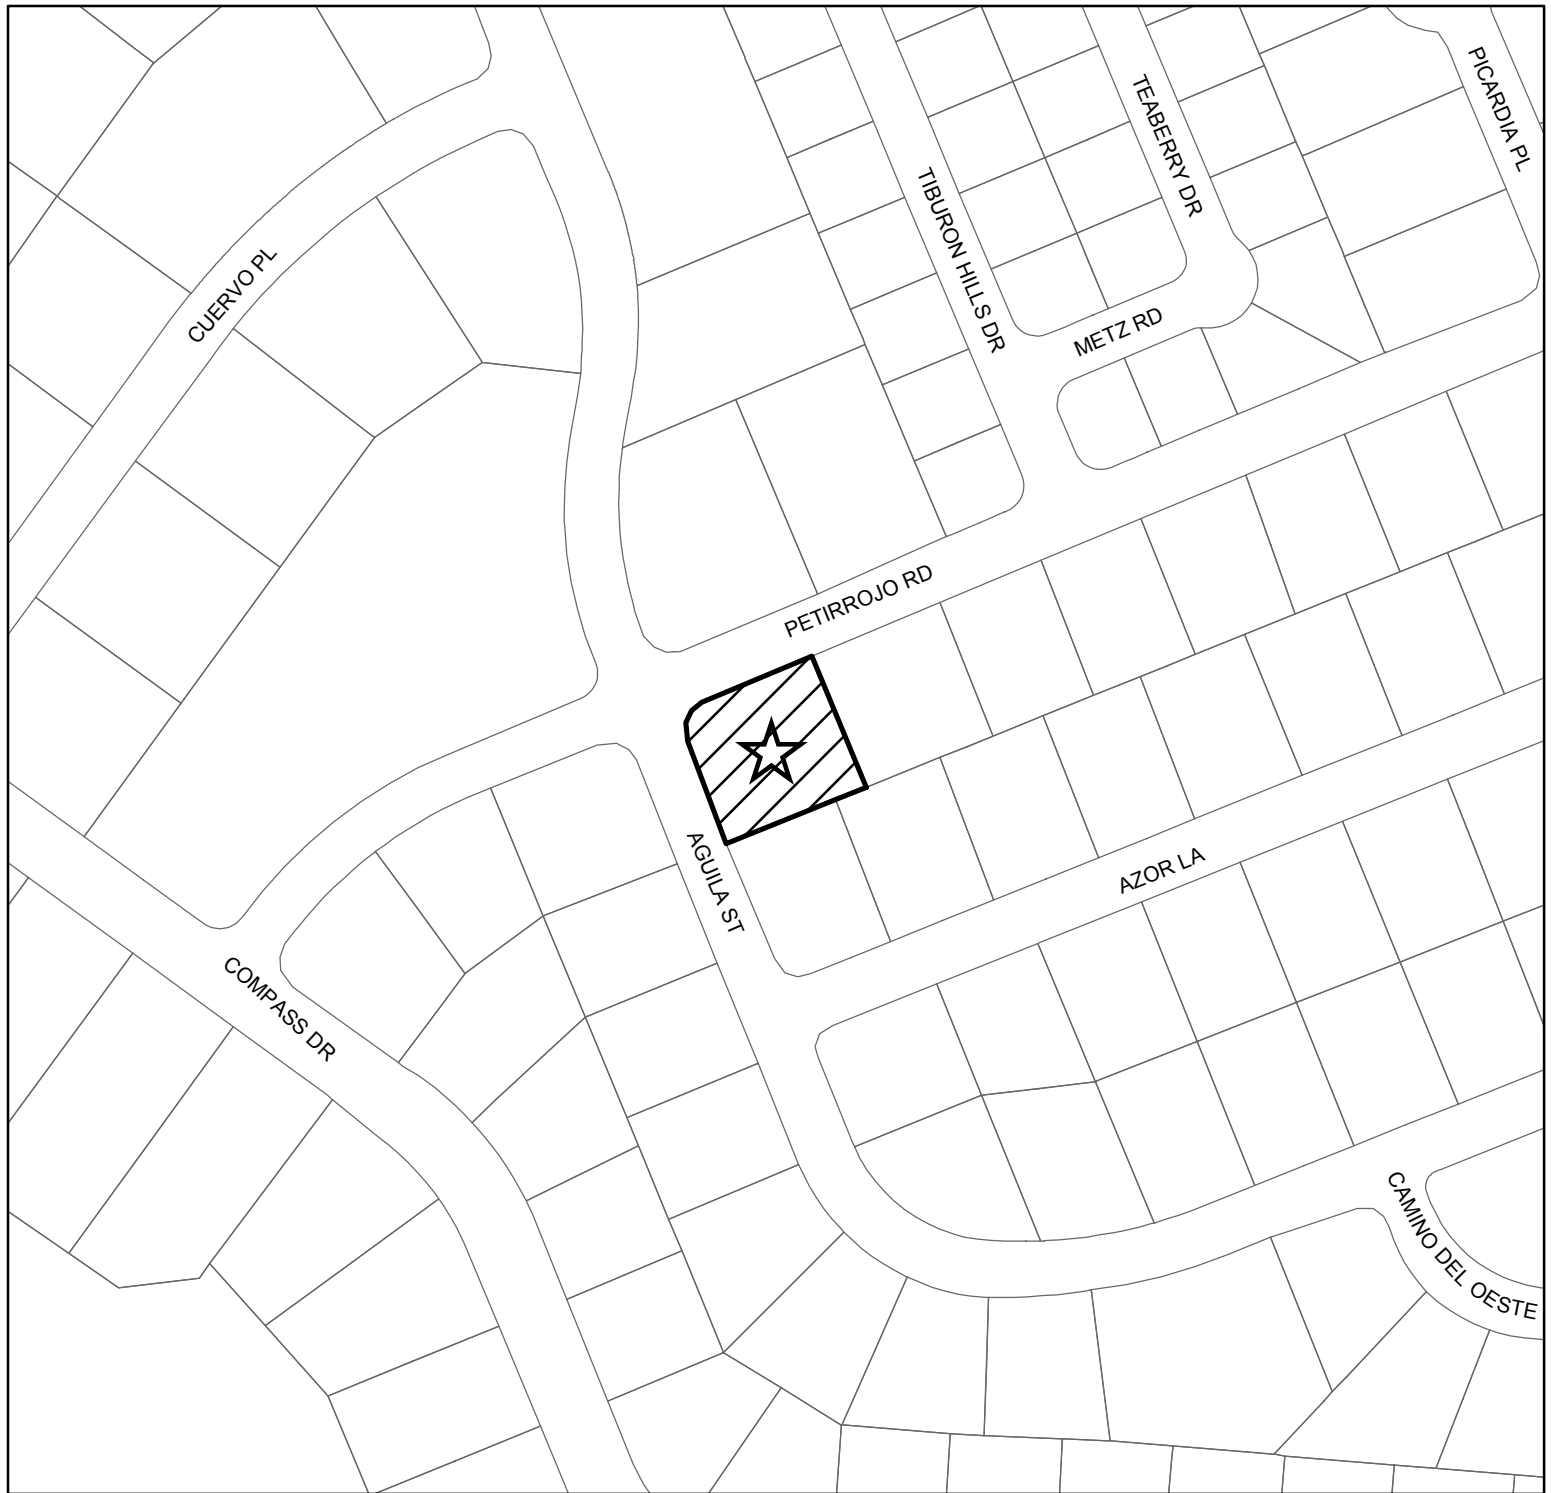 PICARDIA PL
TEABERRY DR
TIBURON HILLS DR
CUERVO PL
METZ RD
PETIRROJO RD
AGUILA ST
AZOR LA
COMPASS DR
CAMINO DEL OESTE